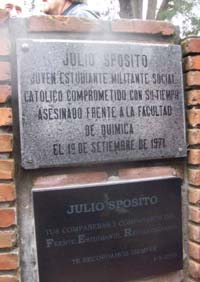 JULIO SPOSITO
JOVEN ESTUDIANTE MILITANTE SOCIAL
CATOLICO COMPROMETIDO CON SU TIEMPO
ASESINADO FRENTE A LA FACULTAD
DE QUIMICA
EL 1º DE SETIEMBRE DE 1971
JULIO SPOSITO
TUS COMPAÑERAS Y COMPAÑEROS DEL
FRENTE ESTUDIANTIL REVOLUCIONARIO
TE RECORDAMOS SIEMPRE